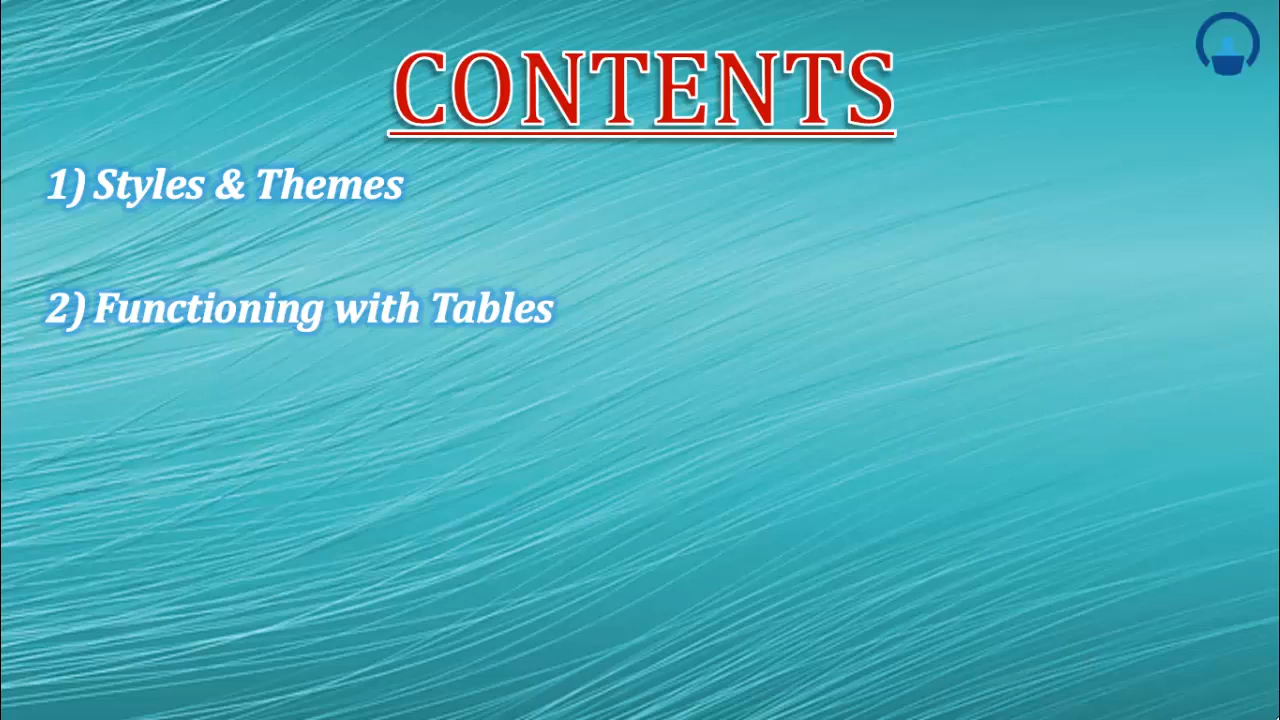 CONTENTS
1) Styles & Themes
2) Functioning with Tables